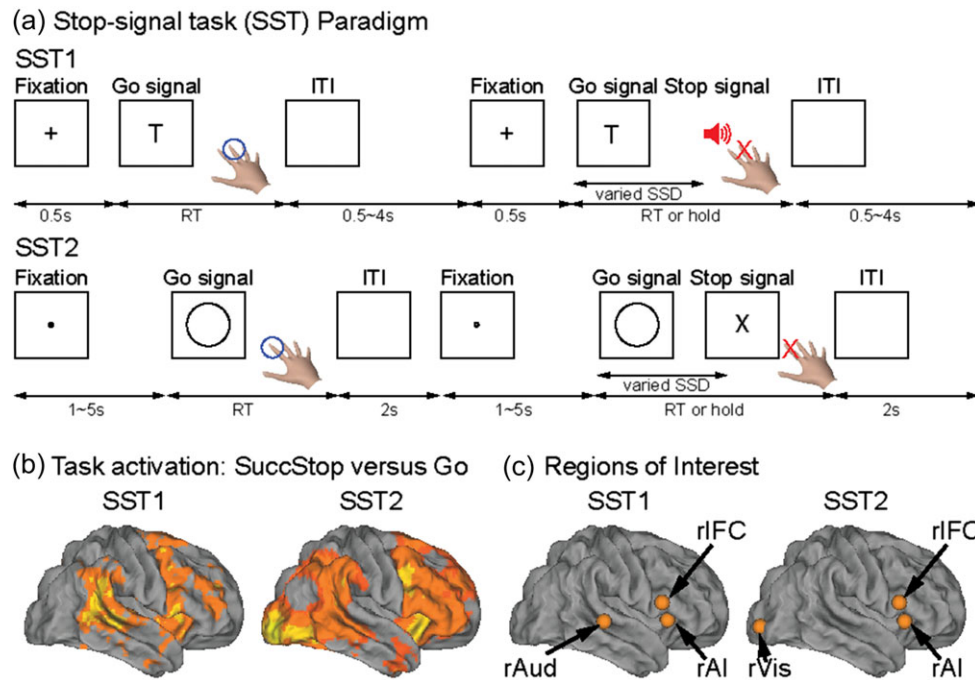 (a) Stop-signal task (SST) Paradigm
SST1
Fixation Go signal ITI Fixation Go signal Stop signal ITI
+ T + T X
varied SSD
0.5s RT 0.5~4s 0.5s RT or hold 0.5~4s
SST2
Fixation Go signal ITI Fixation Go signal Stop signal ITI
X X
varied SSD
1~5s RT 2s 1~5s RT or hold 2s
(b) Task activation: SuccStop versus Go (c) Regions of Interest
SST1 SST2 SST1 SST2
rIFC rIFC
rAud rAI rVis rAI